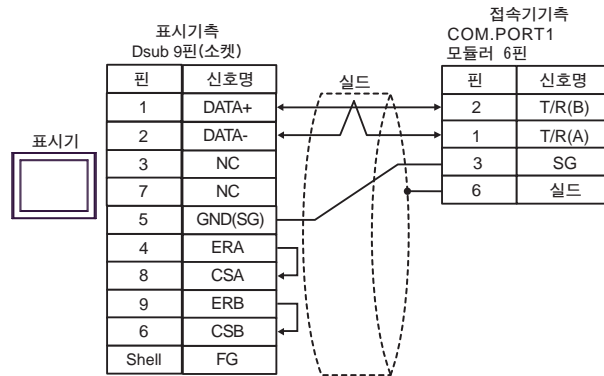 표시기측
Dsub 9핀(소켓)
접속기기측
COM.PORT1
모듈러 6핀
표시기
실드
핀 신호명
1 DATA+
2 DATA-
3 NC
7 NC
5 GND(SG)
4 ERA
8 CSA
9 ERB
6 CSB
Shell FG
핀 신호명
2 T/R(B)
1 T/R(A)
3 SG
6 실드